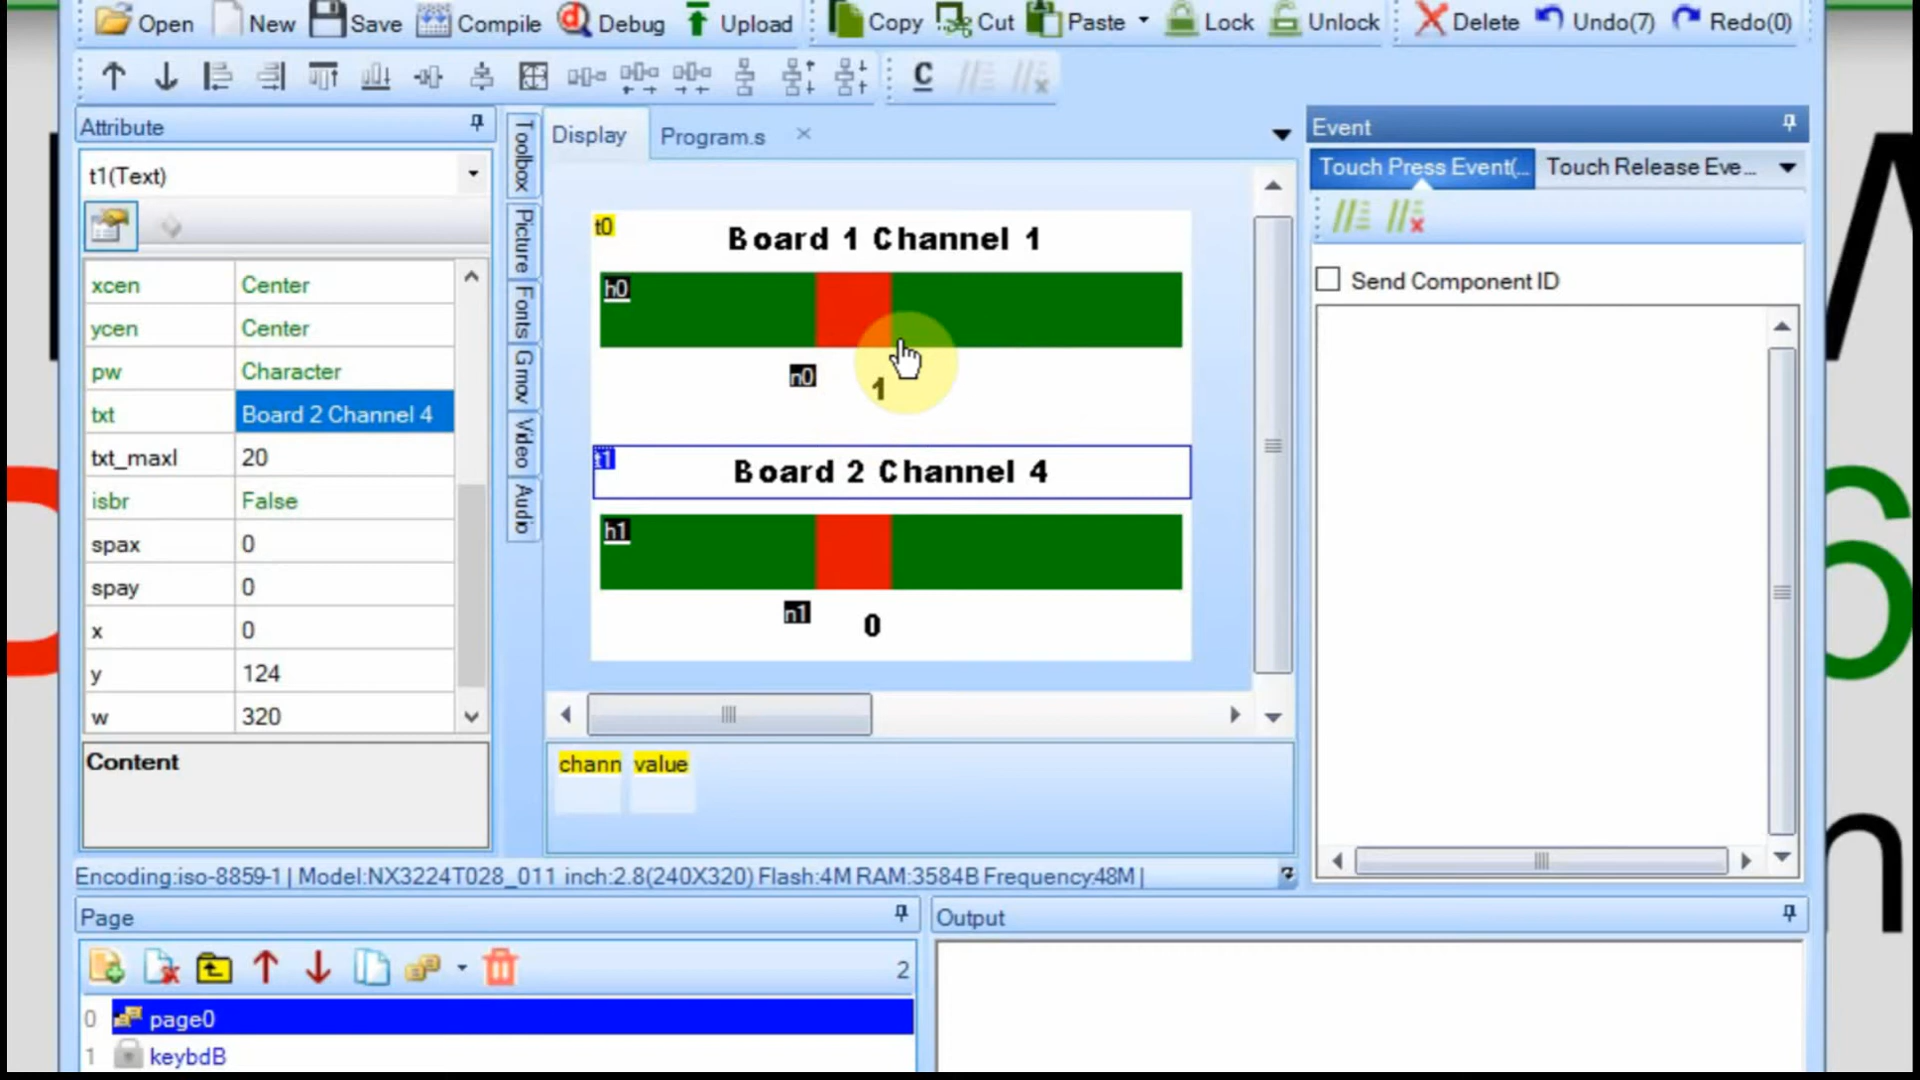 Open New Save Compile Debug Upload Copy Cut Paste Lock Unlock Delete Undo(7) Redo(0)
C
Attribute
t1(Text)
xcen Center
ycen Center
pw Character
txt Board 2 Channel 4
txt_maxl 20
isbr False
spax 0
spay 0
x 0
y 124
w 320
Content
Toolbox
Picture
Fonts
Gmov
Video
Audio
Display Program.s
t0
Board 1 Channel 1
h0
n0
1
t1
Board 2 Channel 4
h1
n1
0
chann value
Event
Touch Press Event(... Touch Release Eve...
Send Component ID
Encoding:iso-8859-1 | Model:NX3224T028_011 inch:2.8(240X320) Flash:4M RAM:3584B Frequency:48M |
Page
2
0 page0
1 keybdB
Output